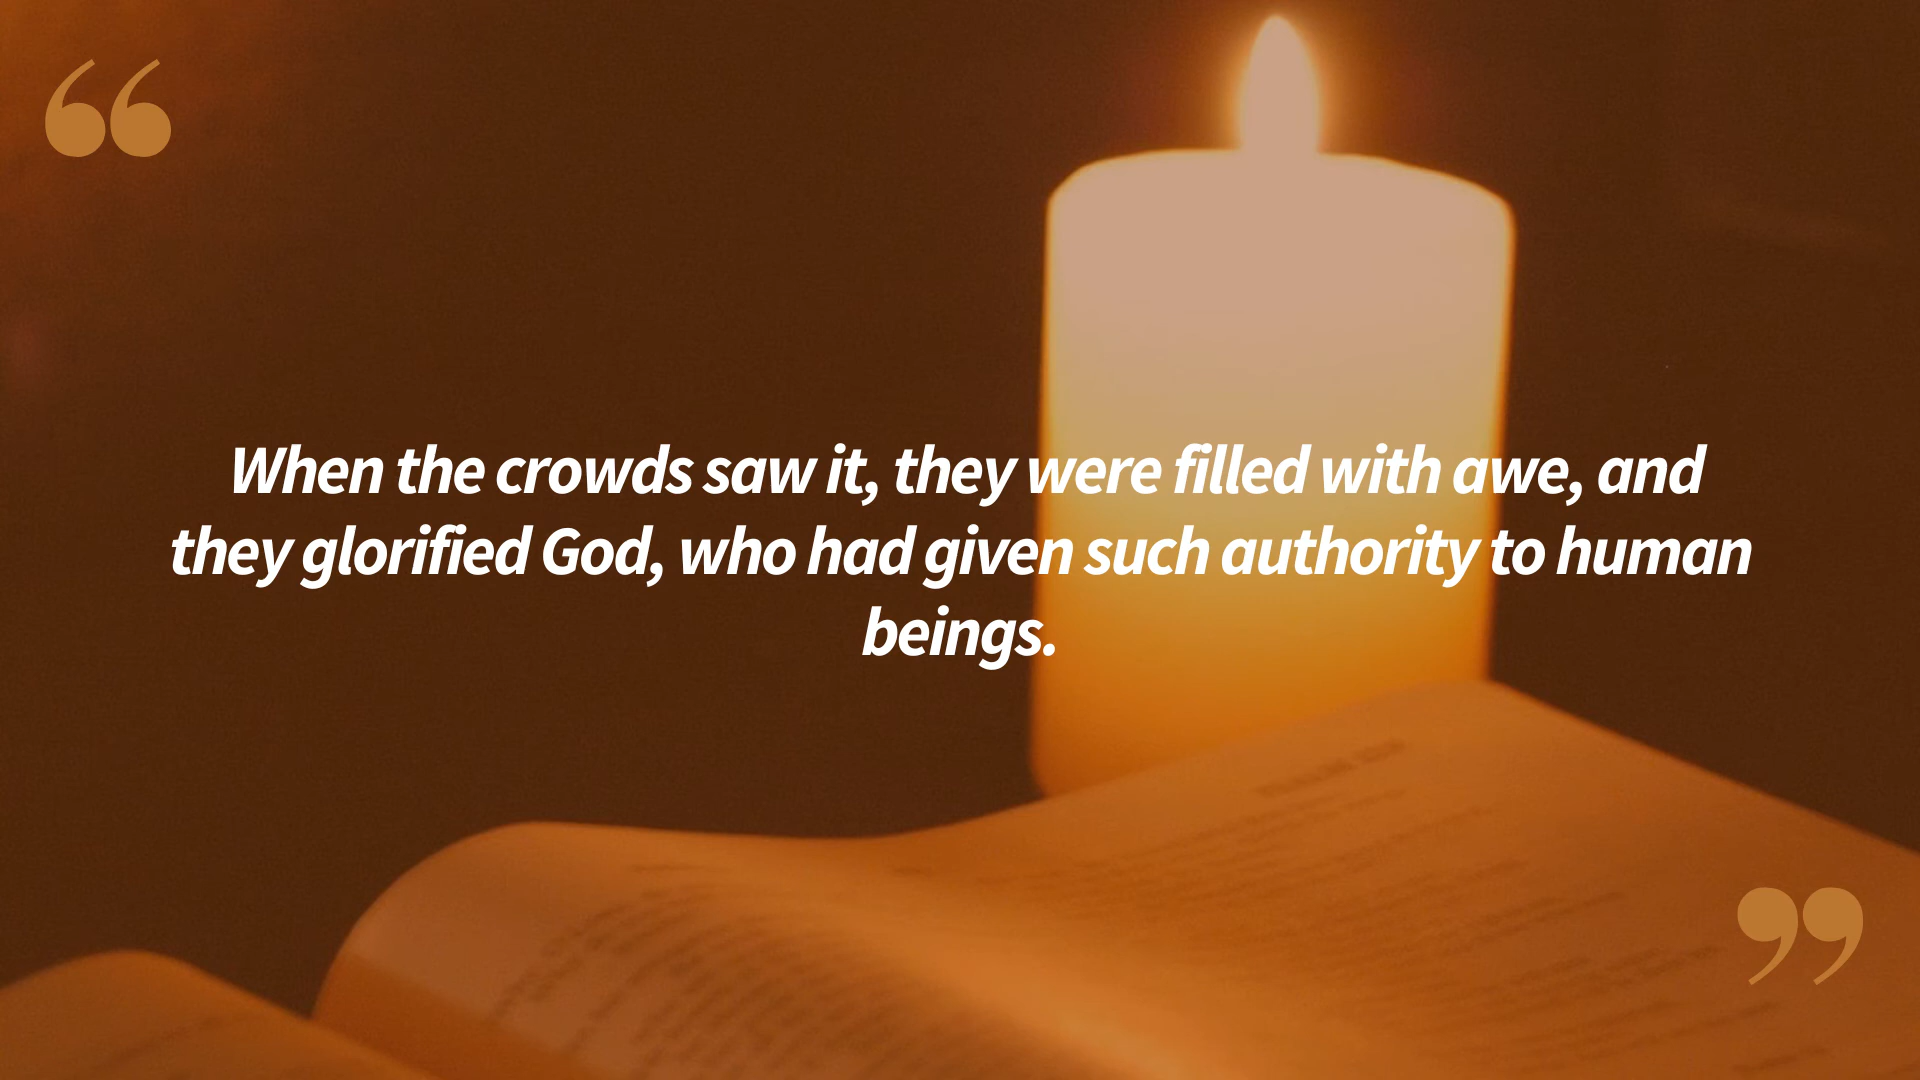 “
When the crowds saw it, they were filled with awe, and
they glorified God, who had given such authority to human
beings.
”